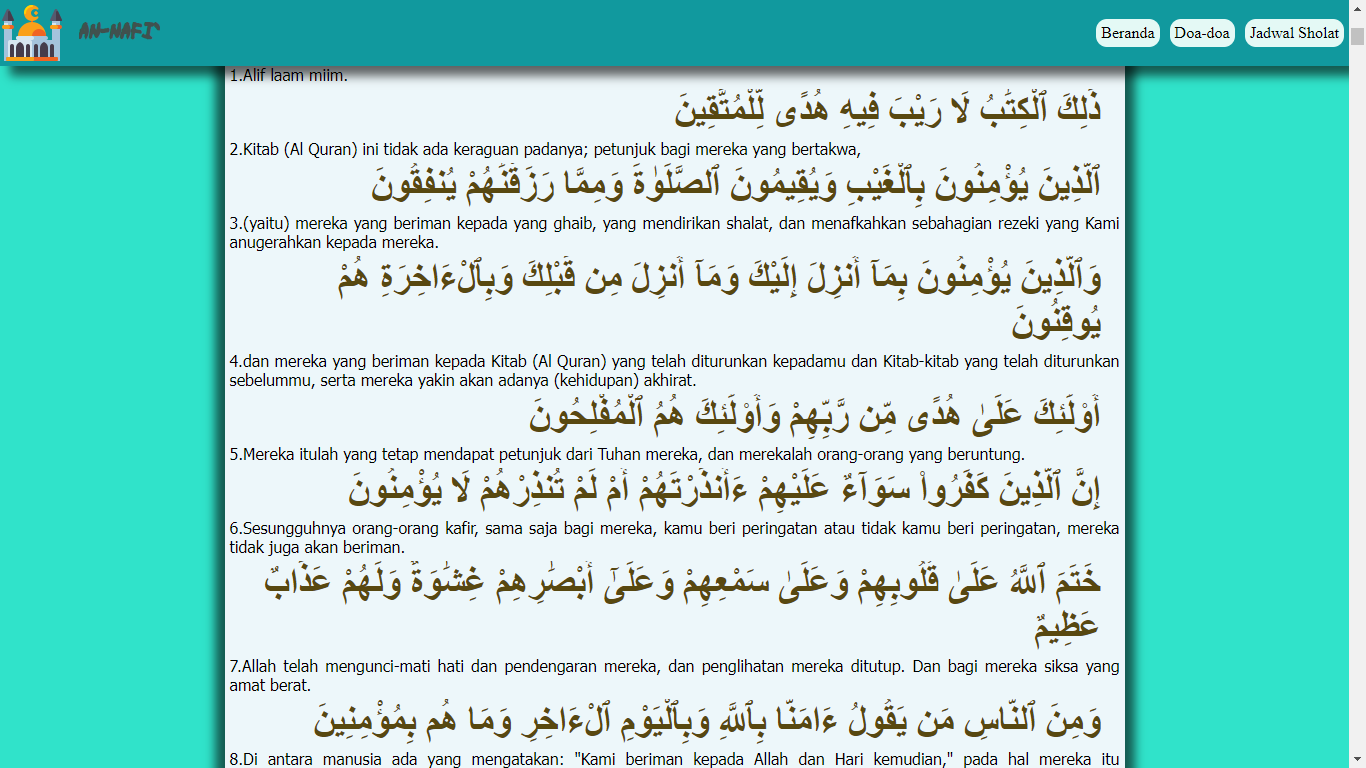 AN-NAFI'
Beranda
Doa-doa
Jadwal Sholat
1.Alif laam miim.
ذَٰلِكَ ٱلْكِتَٰبُ لَا رَيْبَ فِيهِ هُدًى لِّلْمُتَّقِينَ
2.Kitab (Al Quran) ini tidak ada keraguan padanya; petunjuk bagi mereka yang bertakwa,
ٱلَّذِينَ يُؤْمِنُونَ بِٱلْغَيْبِ وَيُقِيمُونَ ٱلصَّلَوٰةَ وَمِمَّا رَزَقْنَٰهُمْ يُنفِقُونَ
3.(yaitu) mereka yang beriman kepada yang ghaib, yang mendirikan shalat, dan menafkahkan sebahagian rezeki yang Kami
anugerahkan kepada mereka.
وَٱلَّذِينَ يُؤْمِنُونَ بِمَآ أُنزِلَ إِلَيْكَ وَمَآ أُنزِلَ مِن قَبْلِكَ وَبِٱلْءَاخِرَةِ هُمْ
يُوقِنُونَ
4.dan mereka yang beriman kepada Kitab (Al Quran) yang telah diturunkan kepadamu dan Kitab-kitab yang telah diturunkan
sebelummu, serta mereka yakin akan adanya (kehidupan) akhirat.
أُو۟لَٰٓئِكَ عَلَىٰ هُدًى مِّن رَّبِّهِمْ وَأُو۟لَٰٓئِكَ هُمُ ٱلْمُفْلِحُونَ
5.Mereka itulah yang tetap mendapat petunjuk dari Tuhan mereka, dan merekalah orang-orang yang beruntung.
إِنَّ ٱلَّذِينَ كَفَرُوا۟ سَوَآءٌ عَلَيْهِمْ ءَأَنذَرْتَهُمْ أَمْ لَمْ تُنذِرْهُمْ لَا يُؤْمِنُونَ
6.Sesungguhnya orang-orang kafir, sama saja bagi mereka, kamu beri peringatan atau tidak kamu beri peringatan, mereka
tidak juga akan beriman.
خَتَمَ ٱللَّهُ عَلَىٰ قُلُوبِهِمْ وَعَلَىٰ سَمْعِهِمْ وَعَلَىٰٓ أَبْصَٰرِهِمْ غِشَٰوَةٌ وَلَهُمْ عَذَابٌ
عَظِيمٌ
7.Allah telah mengunci-mati hati dan pendengaran mereka, dan penglihatan mereka ditutup. Dan bagi mereka siksa yang
amat berat.
وَمِنَ ٱلنَّاسِ مَن يَقُولُ ءَامَنَّا بِٱللَّهِ وَبِٱلْيَوْمِ ٱلْءَاخِرِ وَمَا هُم بِمُؤْمِنِينَ
8.Di antara manusia ada yang mengatakan: "Kami beriman kepada Allah dan Hari kemudian," pada hal mereka itu